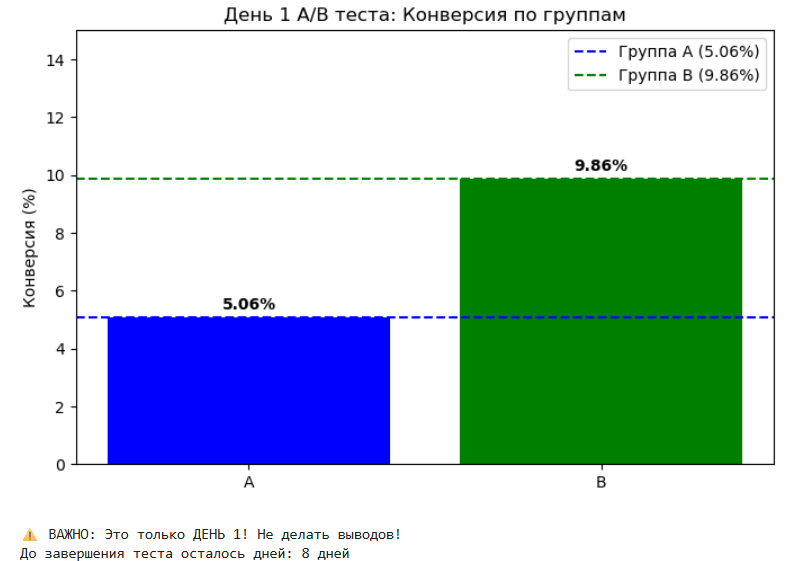 День 1 A/B теста: Конверсия по группам
Группа A (5.06%)
Группа B (9.86%)
14
12
10
8
6
4
2
0
Конверсия (%)
5.06%
9.86%
A
B
⚠️ ВАЖНО: Это только ДЕНЬ 1! Не делать выводов!
До завершения теста осталось дней: 8 дней